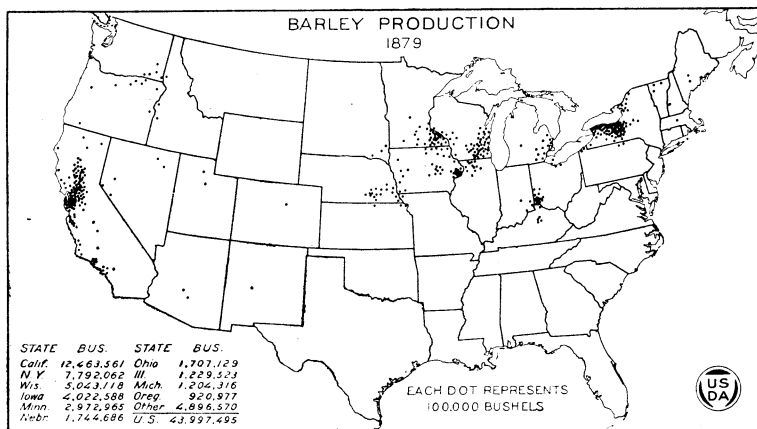 BARLEY PRODUCTION
1879
STATE BUS. STATE BUS.
Calif. 12,463,561 Ohio 1,707,129
N Y 7,792,062 Ill. 1,229,523
Wis. 5,043,118 Mich. 1,204,316
Iowa 4,022,588 Oreg. 920,977
Minn. 2,972,965 Other 4,896,570
Nebr. 1,744,686 U.S. 43,997,495
EACH DOT REPRESENTS
100,000 BUSHELS
US
DA